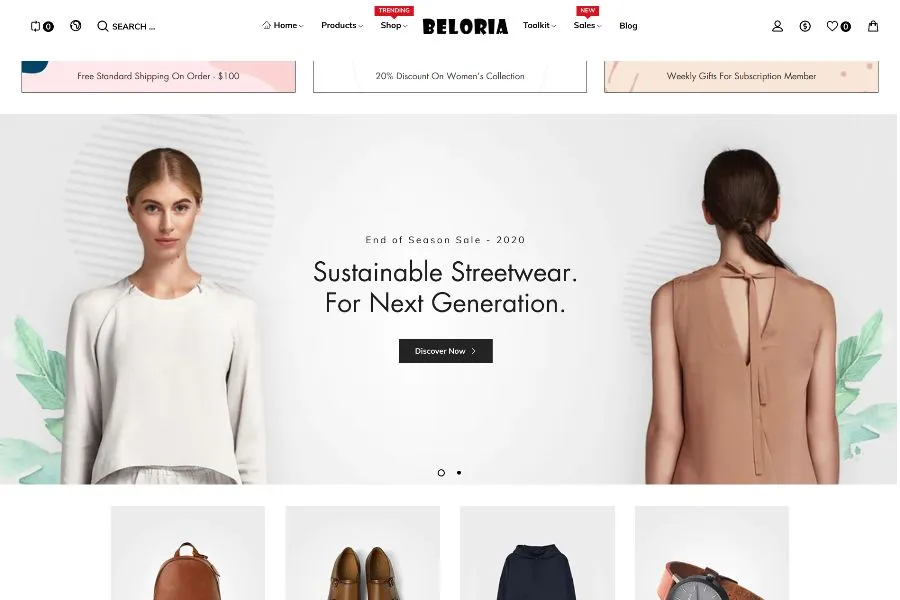 0
SEARCH ...
Home
Products
TRENDING
Shop
BELORIA
Toolkit
NEW
Sales
Blog
0
Free Standard Shipping On Order - $100
20% Discount On Women's Collection
Weekly Gifts For Subscription Member
End of Season Sale - 2020
Sustainable Streetwear.
For Next Generation.
Discover Now